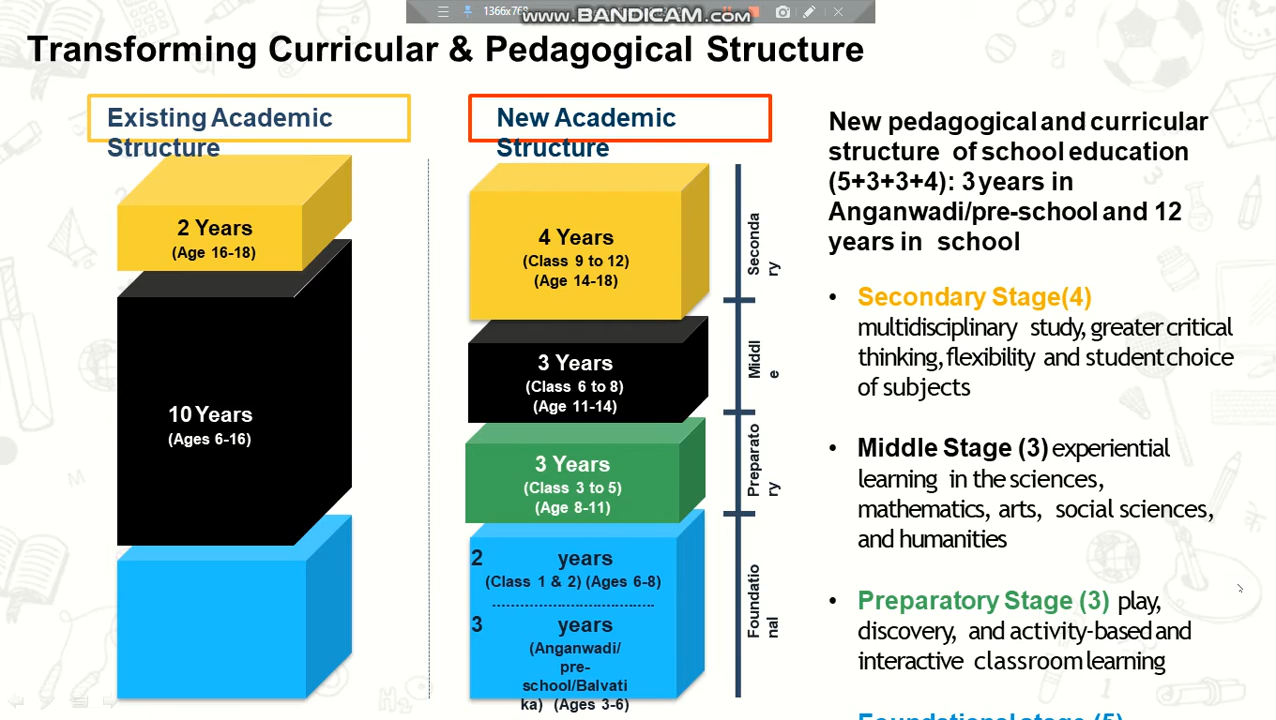 1366x768
www.BANDICAM.com
Transforming Curricular & Pedagogical Structure
Existing Academic
Structure
2 Years
(Age 16-18)
10 Years
(Ages 6-16)
New Academic
Structure
4 Years
(Class 9 to 12)
(Age 14-18)
3 Years
(Class 6 to 8)
(Age 11-14)
3 Years
(Class 3 to 5)
(Age 8-11)
2 years
(Class 1 & 2) (Ages 6-8)
3 years
(Anganwadi/
pre-
school/Balvati
ka) (Ages 3-6)
Seconda
ry
Middl
e
Preparato
ry
Foundatio
nal
New pedagogical and curricular
structure of school education
(5+3+3+4): 3 years in
Anganwadi/pre-school and 12
years in school
• Secondary Stage(4)
multidisciplinary study, greater critical
thinking, flexibility and student choice
of subjects
• Middle Stage (3) experiential
learning in the sciences,
mathematics, arts, social sciences,
and humanities
• Preparatory Stage (3) play,
discovery, and activity-based and
interactive classroom learning
Foundational stage (5)